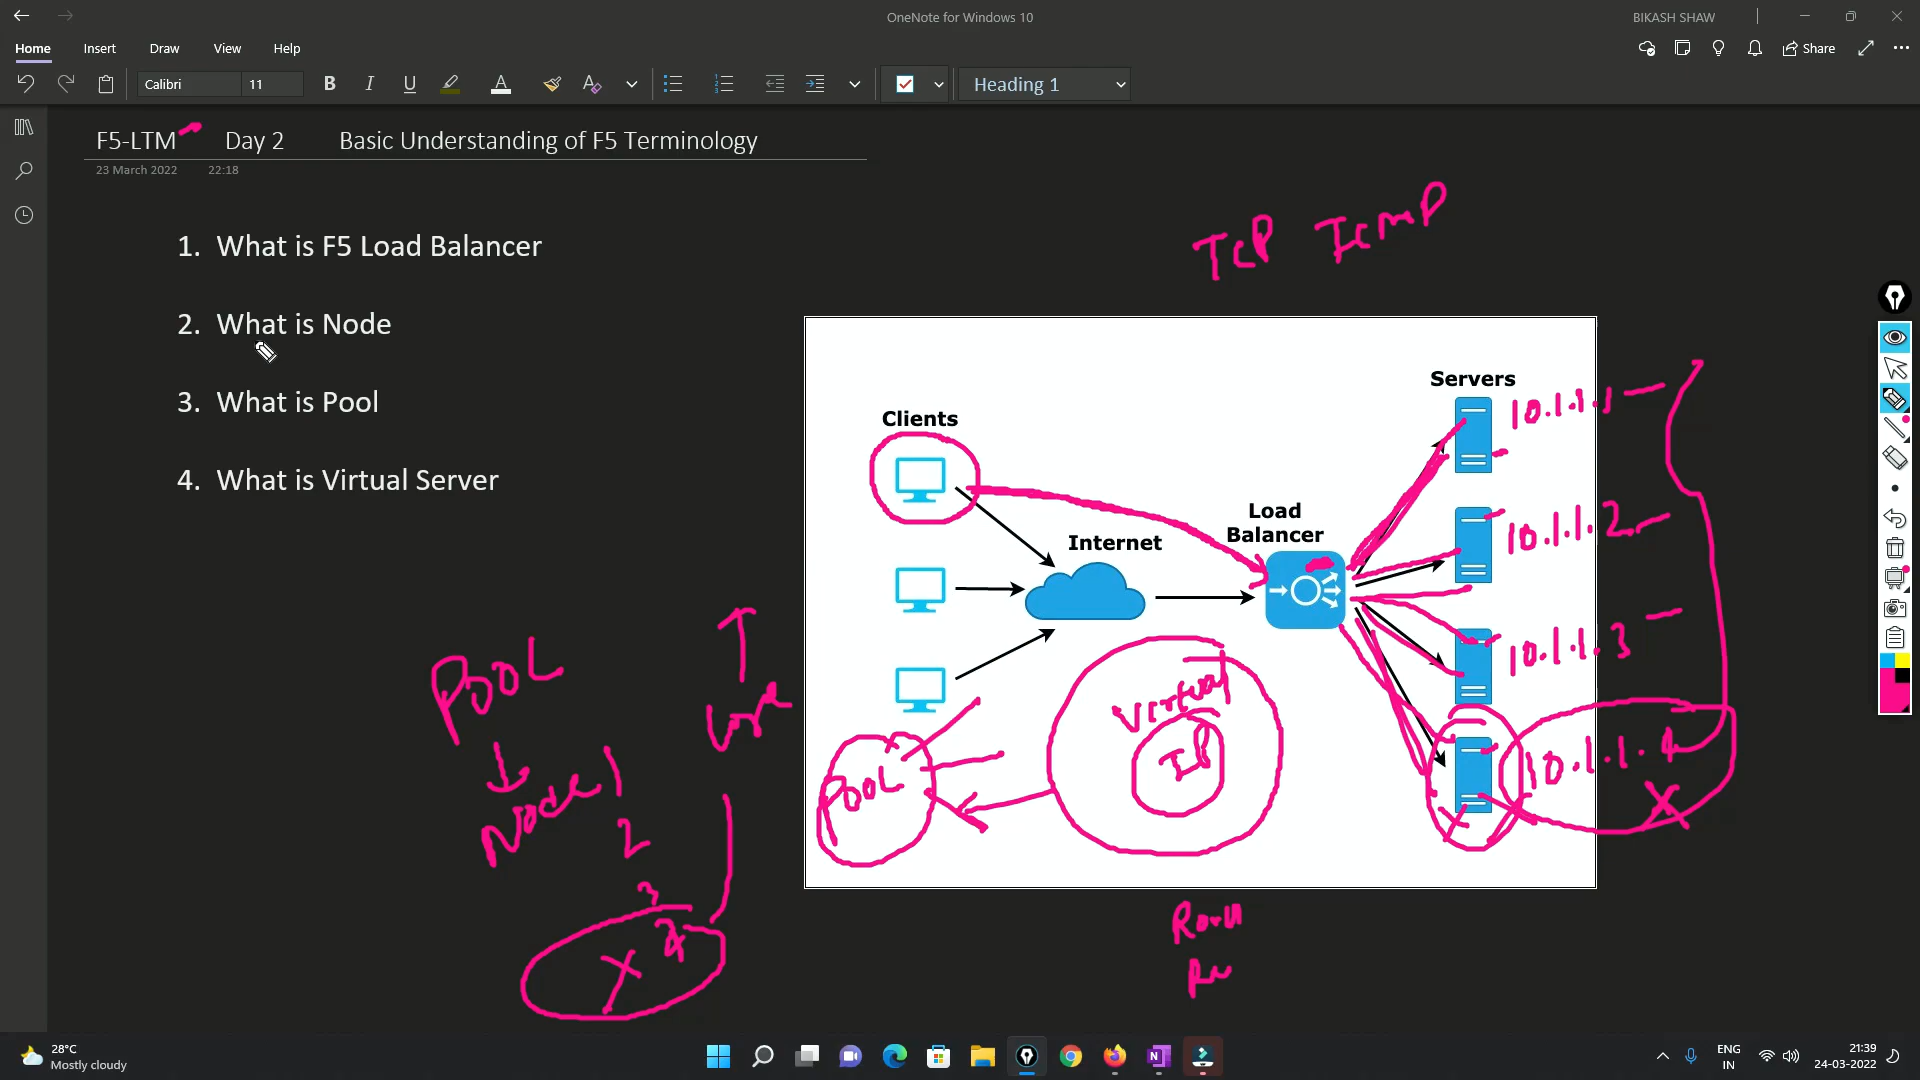 OneNote for Windows 10
BIKASH SHAW
Home Insert Draw View Help
Share
Calibri 11 B I U A A Heading 1
F5-LTM Day 2 Basic Understanding of F5 Terminology
23 March 2022 22:18
1. What is F5 Load Balancer
2. What is Node
3. What is Pool
4. What is Virtual Server
TCP ICMP
Servers
Clients
10.1.1.1
Load
Balancer
Internet
10.1.1.2
10.1.1.3
10.1.1.4
X
Virtual
IP
POOL
POOL
Node 1
2
3
X
28°C
Mostly cloudy
ENG
IN
21:39
24-03-2022